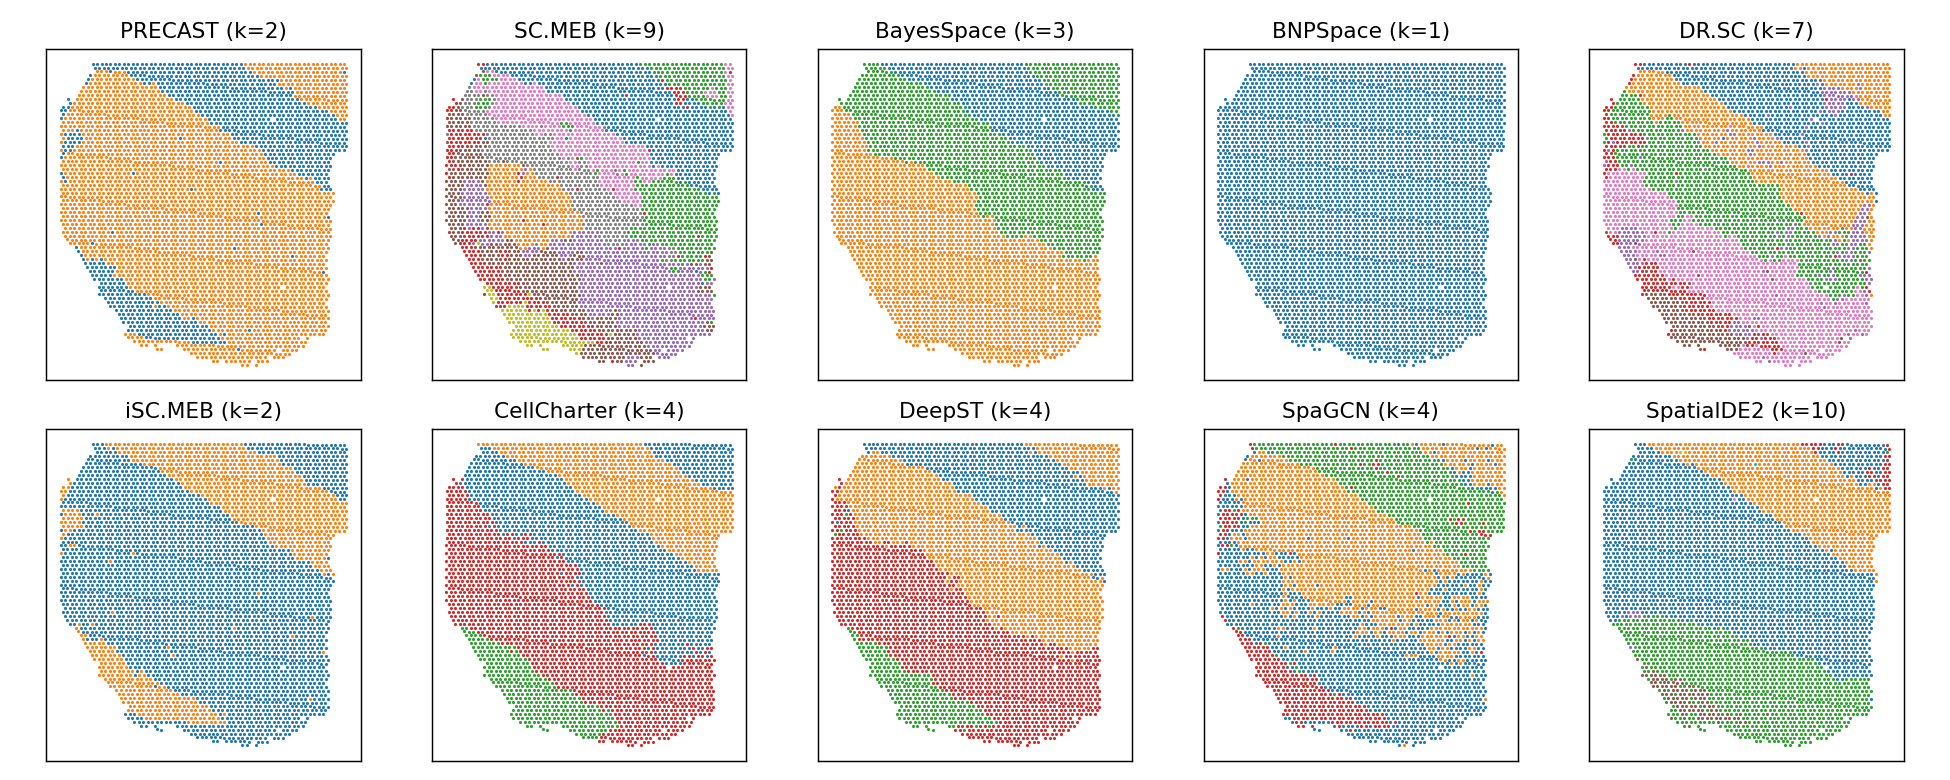 PRECAST (k=2)
SC.MEB (k=9)
BayesSpace (k=3)
BNPSpace (k=1)
DR.SC (k=7)
iSC.MEB (k=2)
CellCharter (k=4)
DeepST (k=4)
SpaGCN (k=4)
SpatialDE2 (k=10)